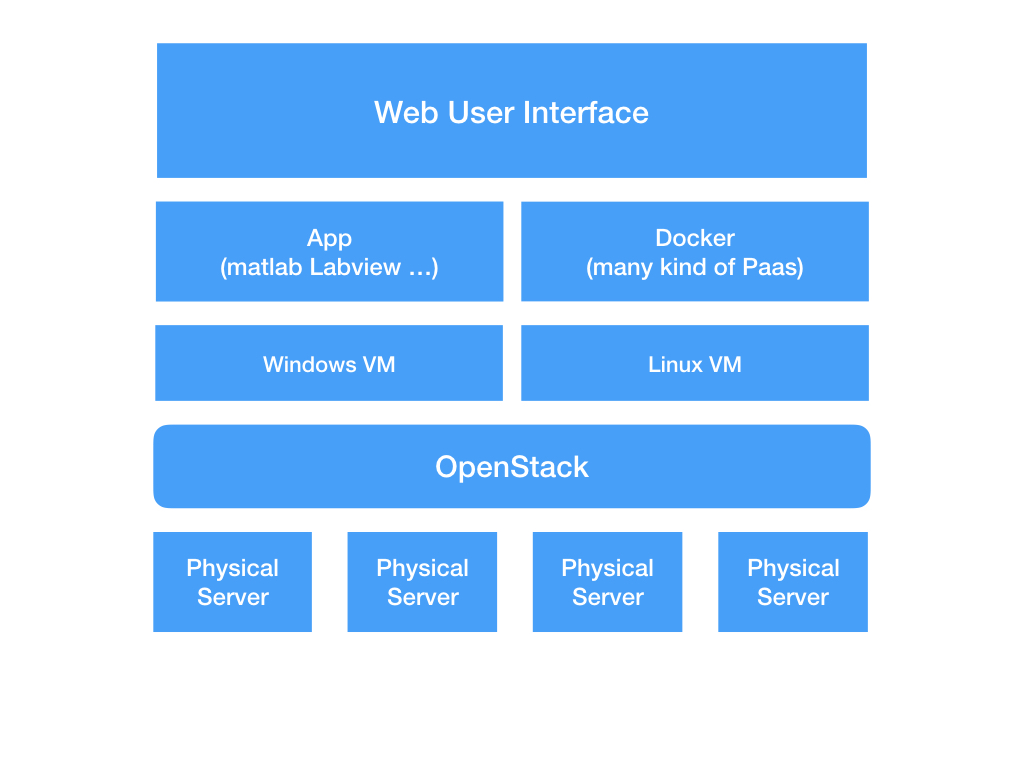 Web User Interface
App
(matlab Labview ...)
Docker
(many kind of Paas)
Windows VM
Linux VM
OpenStack
Physical
Server
Physical
Server
Physical
Server
Physical
Server